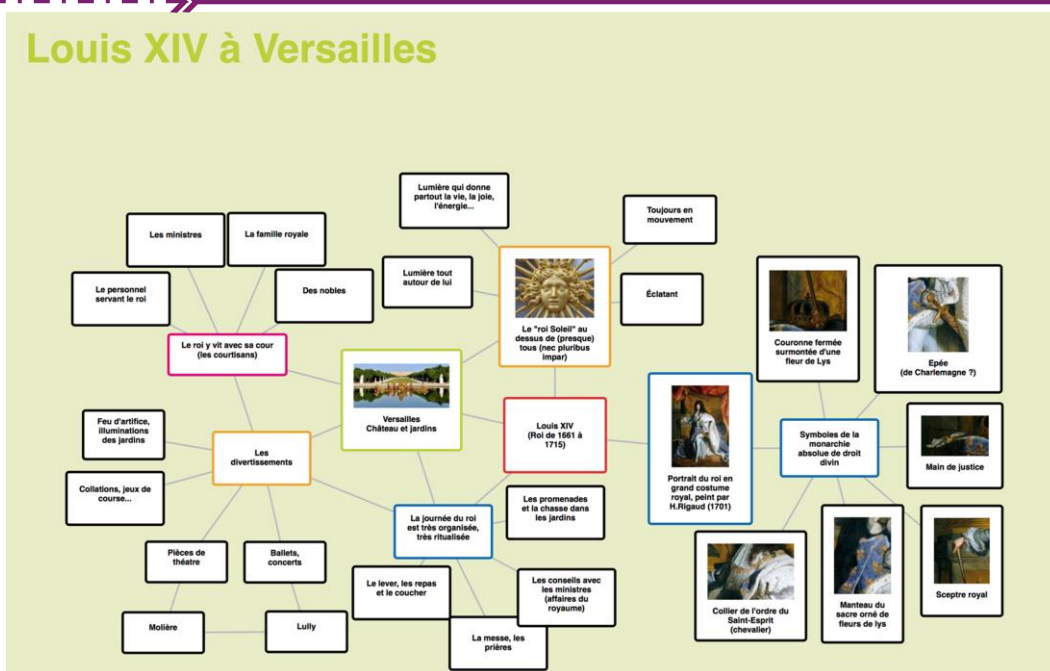 Louis XIV à Versailles
Lumière qui donne
partout la vie, la joie,
l'énergie...
Toujours en
mouvement
Les ministres
La famille royale
Le personnel
servant le roi
Des nobles
Lumière tout
autour de lui
Éclatant
Le "roi Soleil" au
dessus de (presque)
tous (nec pluribus
impar)
Couronne fermée
surmontée d'une
fleur de Lys
Epée
(de Charlemagne ?)
Le roi y vit avec sa cour
(les courtisans)
Versailles
Château et jardins
Louis XIV
(Roi de 1661 à
1715)
Portrait du roi en
grand costume
royal, peint par
H.Rigaud (1701)
Symboles de la
monarchie
absolue de droit
divin
Main de justice
Feu d'artifice,
illuminations
des jardins
Les
divertissements
Collations, jeux de
course...
La journée du roi
est très organisée,
très ritualisée
Les promenades
et la chasse dans
les jardins
Pièces de
théatre
Ballets,
concerts
Le lever, les repas
et le coucher
Les conseils avec
les ministres
(affaires du
royaume)
Molière
Lully
La messe, les
prières
Collier de l'ordre du
Saint-Esprit
(chevalier)
Manteau du
sacre orné de
fleurs de lys
Sceptre royal